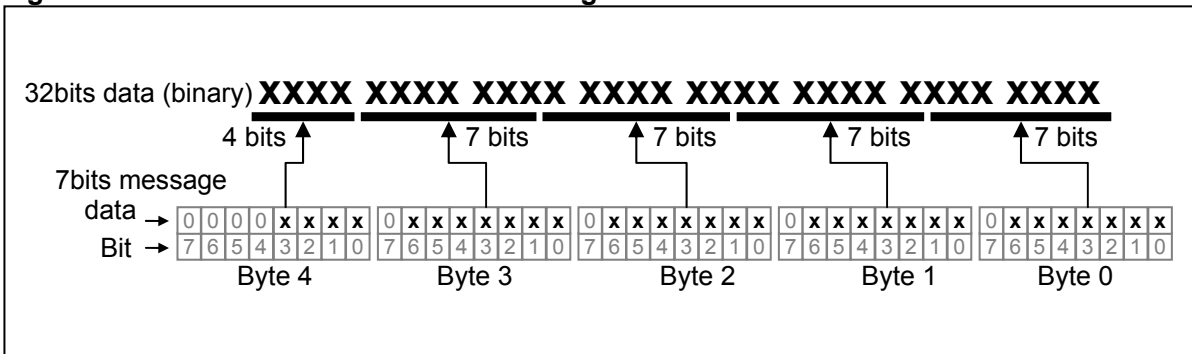 32bits data (binary) XXXX XXXX XXXX XXXX XXXX XXXX XXXX XXXX
4 bits 7 bits 7 bits 7 bits 7 bits
7bits message
data → 0 0 0 0 x x x x 0 x x x x x x x 0 x x x x x x x 0 x x x x x x x 0 x x x x x x x
Bit → 7 6 5 4 3 2 1 0 7 6 5 4 3 2 1 0 7 6 5 4 3 2 1 0 7 6 5 4 3 2 1 0 7 6 5 4 3 2 1 0
Byte 4 Byte 3 Byte 2 Byte 1 Byte 0